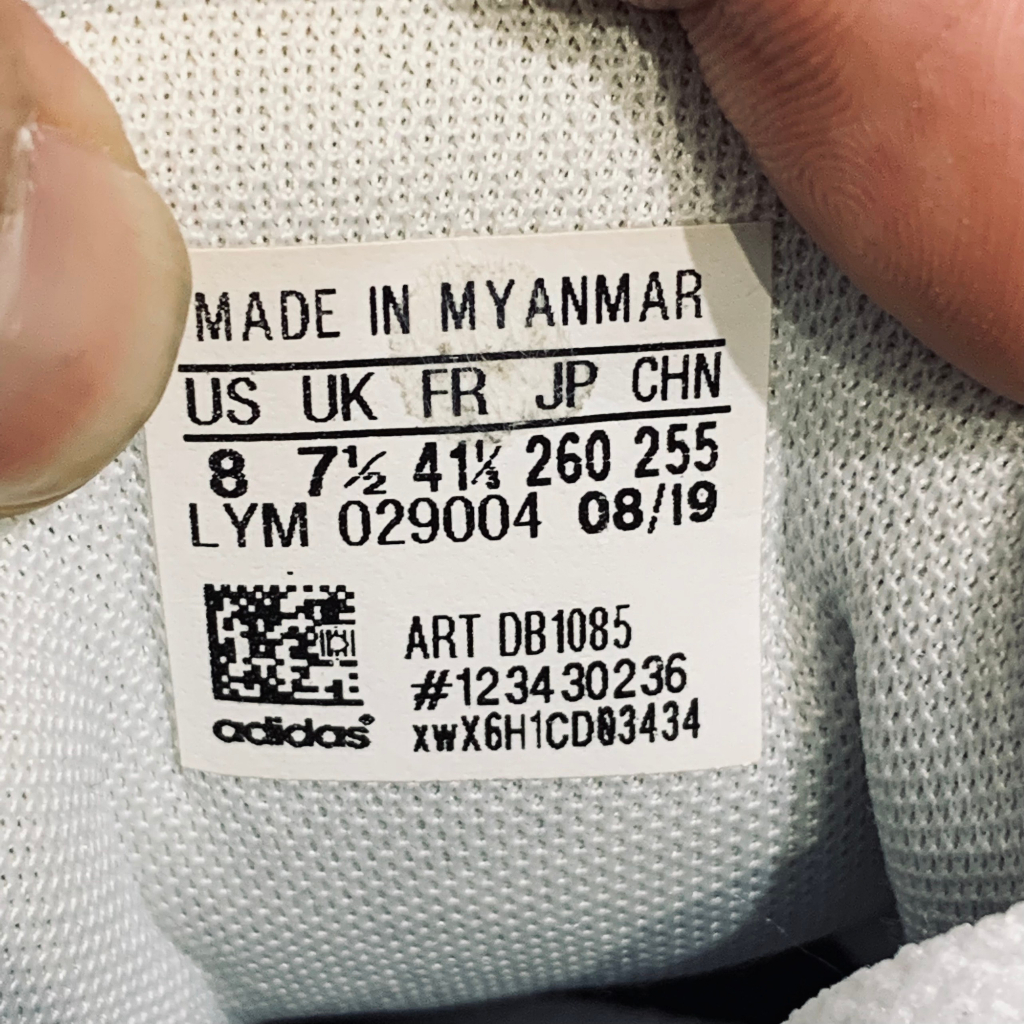 MADE IN MYANMAR
US UK FR JP CHN
8 7½ 41⅓ 260 255
LYM 029004 08/19
ART DB1085
#123430236
adidas®
xwX6H1CD03434